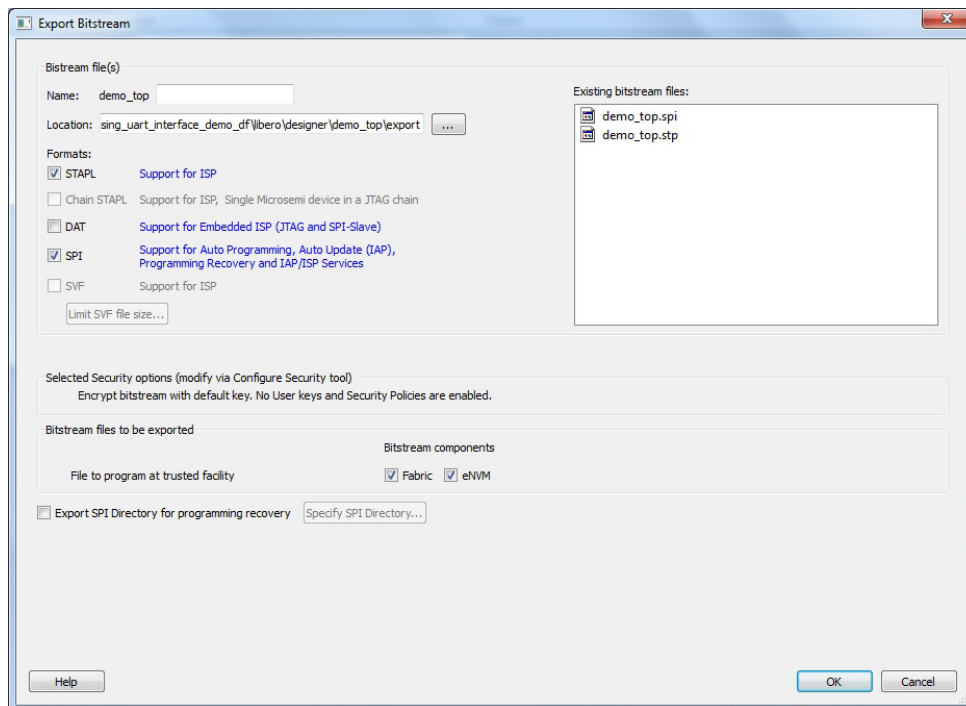 Export Bitstream
Bistream file(s)
Name: demo_top
Existing bitstream files:
Location: sing_uart_interface_demo_df\libero\designer\demo_top\export ...
demo_top.spi
demo_top.stp
Formats:
STAPL Support for ISP
Chain STAPL Support for ISP, Single Microsemi device in a JTAG chain
DAT Support for Embedded ISP (JTAG and SPI-Slave)
SPI Support for Auto Programming, Auto Update (IAP),
Programming Recovery and IAP/ISP Services
SVF Support for ISP
Limit SVF file size...
Selected Security options (modify via Configure Security tool)
Encrypt bitstream with default key. No User keys and Security Policies are enabled.
Bitstream files to be exported
Bitstream components
File to program at trusted facility Fabric eNVM
Export SPI Directory for programming recovery Specify SPI Directory...
Help OK Cancel